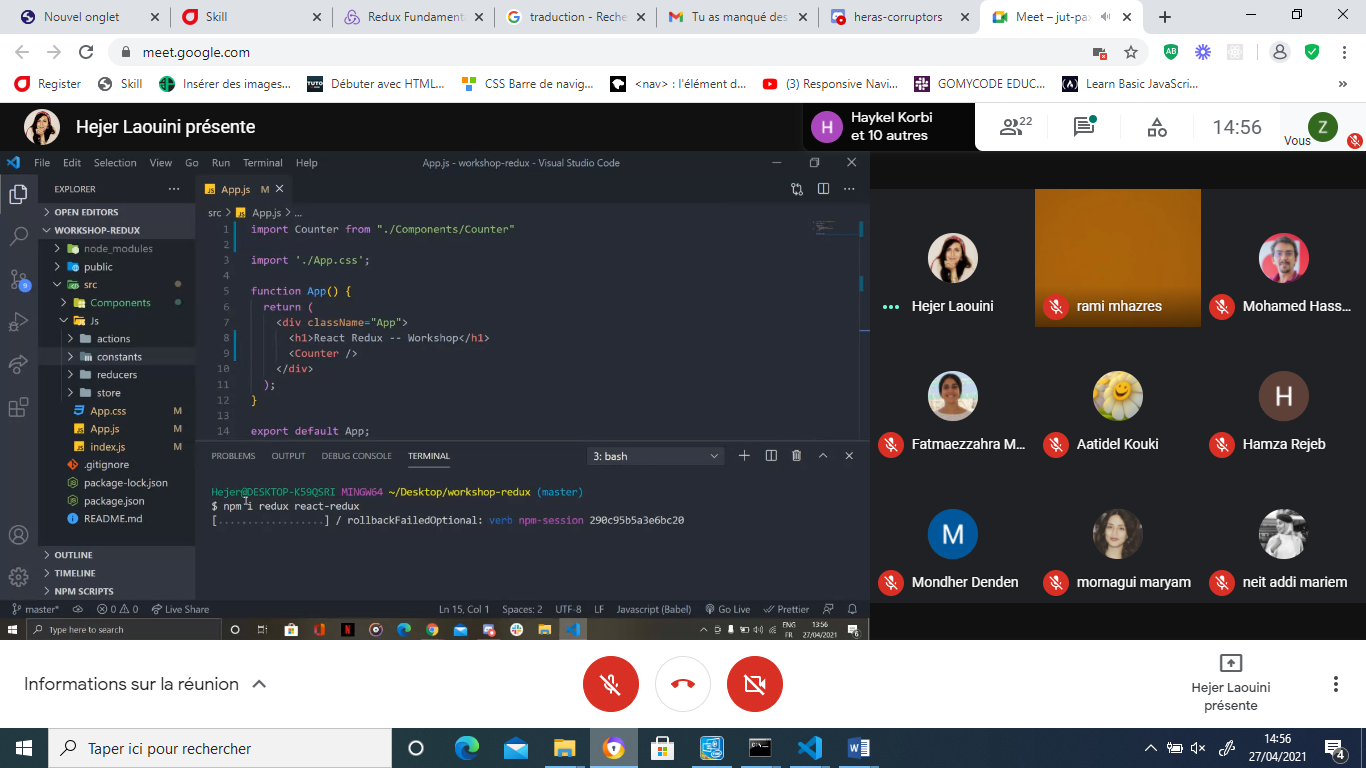 Nouvel onglet
Skill
Redux Fundament
traduction - Reche
Tu as manqué des
heras-corruptors
Meet – jut-pax
meet.google.com
Register
Skill
Insérer des images...
Débuter avec HTML...
CSS Barre de navig...
<nav> : l'élément d...
(3) Responsive Navi...
GOMYCODE EDUC...
Learn Basic JavaScri...
Hejer Laouini présente
H
Haykel Korbi
et 10 autres
22
14:56
Vous
Z
File Edit Selection View Go Run Terminal Help
App.js - workshop-redux - Visual Studio Code
EXPLORER
OPEN EDITORS
WORKSHOP-REDUX
node_modules
public
src
Components
Js
actions
constants
reducers
store
App.css M
App.js M
index.js M
.gitignore
package-lock.json
package.json
README.md
OUTLINE
TIMELINE
NPM SCRIPTS
9
App.js M
src > App.js > ...
1 import Counter from "./Components/Counter"
2
3 import './App.css';
4
5 function App() {
6 return (
7 <div className="App">
8 <h1>React Redux -- Workshop</h1>
9 <Counter />
10 </div>
11 );
12 }
13
14 export default App;
PROBLEMS OUTPUT DEBUG CONSOLE TERMINAL
3: bash
Hejer@DESKTOP-K59QSRI MINGW64 ~/Desktop/workshop-redux (master)
$ npm i redux react-redux
[..................] / rollbackFailedOptional: verb npm-session 290c95b5a3e6bc20
master* 0 0 Live Share
Ln 15, Col 1 Spaces: 2 UTF-8 LF Javascript (Babel) Go Live Prettier
Type here to search
ENG
FR
13:56
27/04/2021
6
Hejer Laouini
rami mhazres
Mohamed Hass...
Fatmaezzahra M...
Aatidel Kouki
H
Hamza Rejeb
M
Mondher Denden
mornagui maryam
neit addi mariem
Informations sur la réunion
Hejer Laouini
présente
Taper ici pour rechercher
14:56
27/04/2021
4